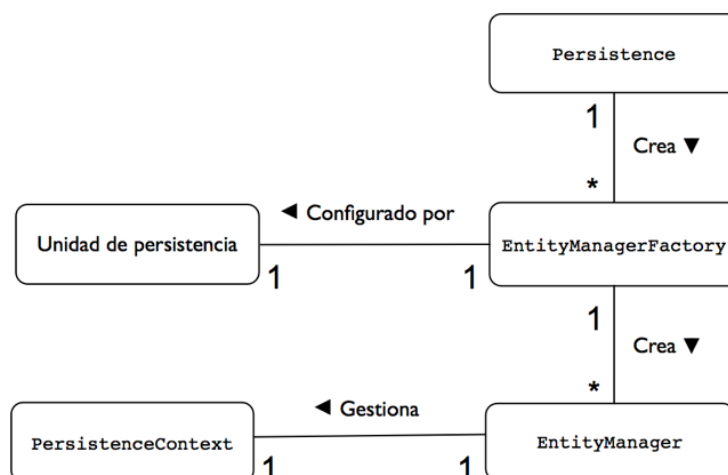 Persistence
1
Crea ▼
*
◄ Configurado por
Unidad de persistencia
EntityManagerFactory
1
1
1
Crea ▼
*
◄ Gestiona
PersistenceContext
EntityManager
1
1